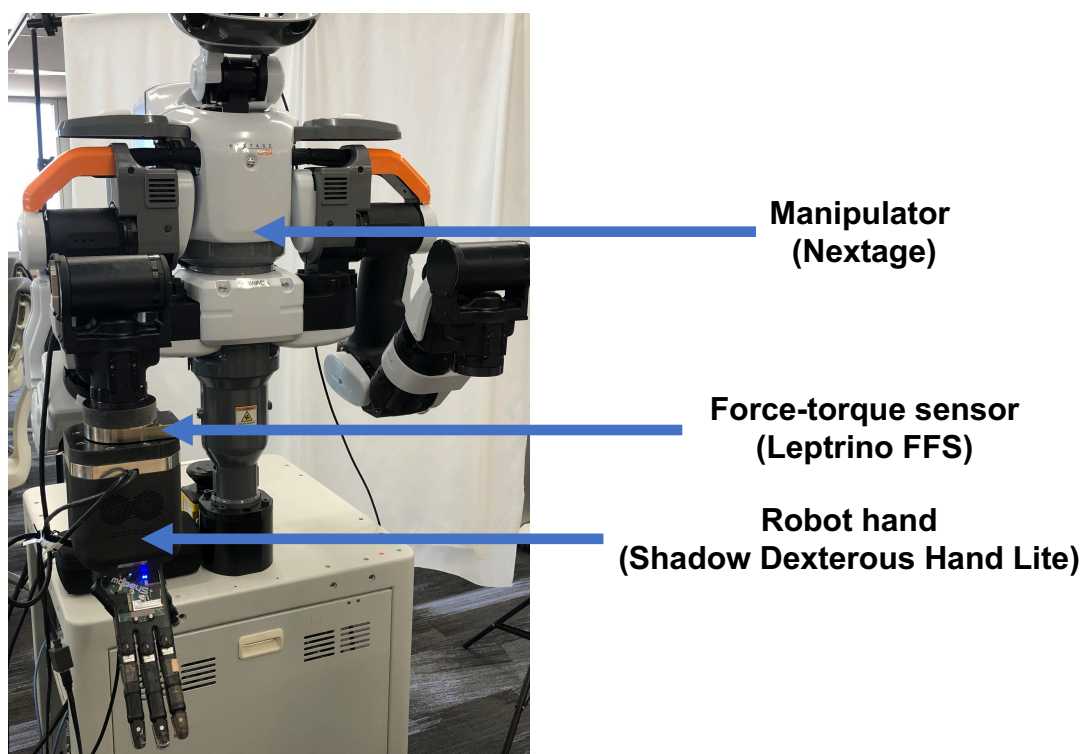 Manipulator
(Nextage)
Force-torque sensor
(Leptrino FFS)
Robot hand
(Shadow Dexterous Hand Lite)